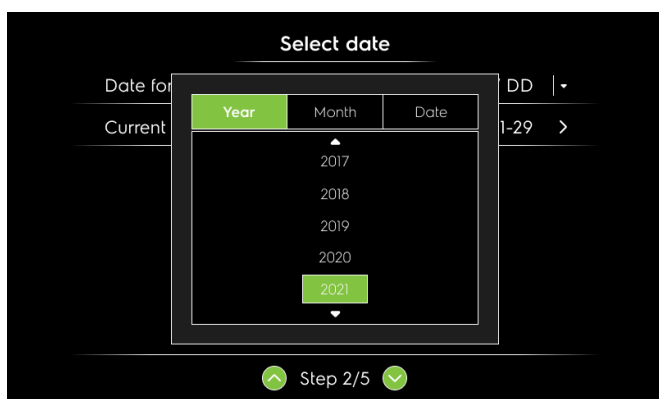 Select date
Date for DD
Year Month Date
Current 1-29
2017
2018
2019
2020
2021
Step 2/5